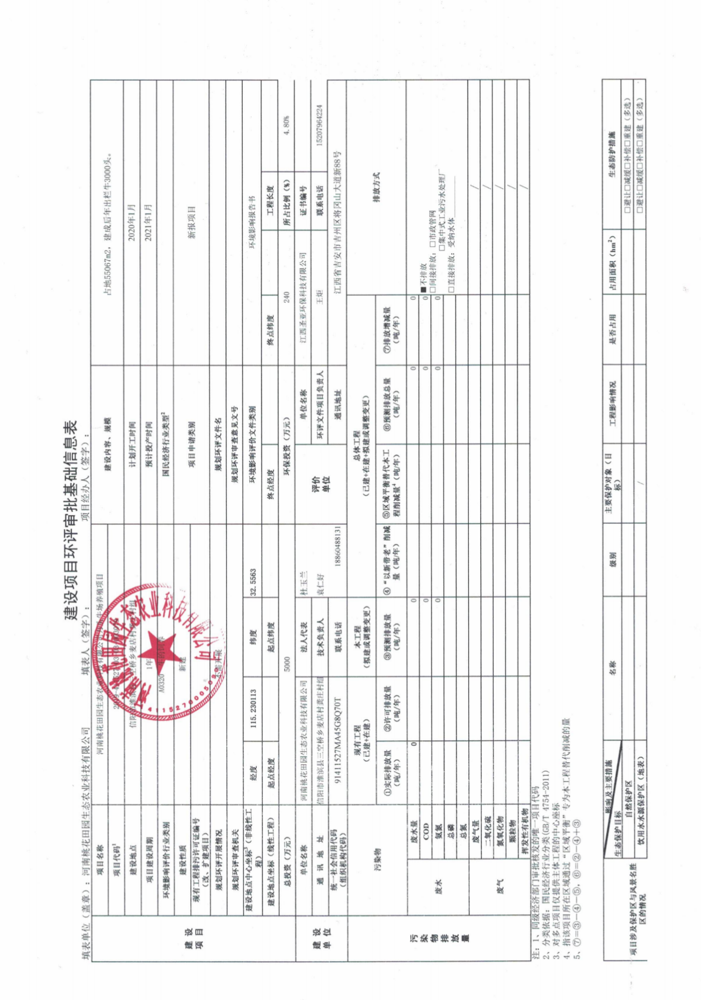 建设项目环评审批基础信息表
填表单位（盖章）：河南桃花田园生态农业科技有限公司 填表人（签字）： 项目经办人（签字）：
建设项目
项目名称 河南桃花田园生态农业 牛场养殖项目 建设内容、规模 占地55067m2，建成后年出栏牛3000头。
项目代码¹
建设地点 信阳市淮滨 空桥乡麦店村 村组 计划开工时间 2020年1月
项目建设周期 1年 预计投产时间 2021年1月
环境影响评价行业类别 A0320 国民经济行业类型²
建设性质 新建 项目申请类别 新报项目
现有工程排污许可证编号（改、扩建项目）
规划环评开展情况 不需开展 规划环评文件名
规划环评审查机关 规划环评审查意见文号
建设地点中心坐标³（非线性工程） 经度 115.230113 纬度 32.5563 环境影响评价文件类别 环境影响报告书
建设地点坐标（线性工程） 起点经度 起点纬度 终点经度 终点纬度 工程长度
总投资（万元） 5000 环保投资（万元） 240 所占比例（%） 4.80%
建设单位
单位名称 河南桃花田园生态农业科技有限公司 法人代表 杜玉兰 评价单位 单位名称 江西圣亚环保科技有限公司 证书编号
通讯地址 信阳市淮滨县三空桥乡麦店村龚庄村组 技术负责人 袁仁好 环评文件项目负责人 王炬 联系电话 15207964224
统一社会信用代码（组织机构代码） 91411527MA45G8Q70T 联系电话 18860488131 通讯地址 江西省吉安市吉州区将冈山大道新88号
污染物排放量
污染物 现有工程（已建+在建） 本工程（拟建或调整变更） 总体工程（已建+在建+拟建或调整变更） 排放方式
①实际排放量（吨/年） ②许可排放量（吨/年） ③预测排放量（吨/年） ④“以新带老”削减量（吨/年） ⑤区域平衡替代本工程削减量⁴（吨/年） ⑥预测排放总量（吨/年） ⑦排放增减量（吨/年）
废水
废水量 0 0 0 0
COD 0 0 0
氨氮 0 0 0
总磷
总氮
■不排放
□间接排放：□市政管网
□集中式工业污水处理厂
□直接排放：受纳水体
废气
废气量 /
二氧化硫 /
氮氧化物 /
颗粒物 /
挥发性有机物 /
注：1、同级经济部门审批核发的唯一项目代码
2、分类依据：国民经济行业分类(GB/T 4754-2011)
3、对多点项目仅提供主体工程的中心座标
4、指该项目所在区域通过“区域平衡”专为本工程替代削减的量
5、⑦=③-④-⑤，⑥=②-④+③
项目涉及保护区与风景名胜区的情况
影响及主要措施
生态保护目标 名称 级别 主要保护对象（目标） 工程影响情况 是否占用 占用面积（hm²） 生态防护措施
自然保护区 □避让□减缓□补偿□重建（多选）
饮用水水源保护区（地表） / □避让□减缓□补偿□重建（多选）
河南桃花田园生态农业科技有限公司